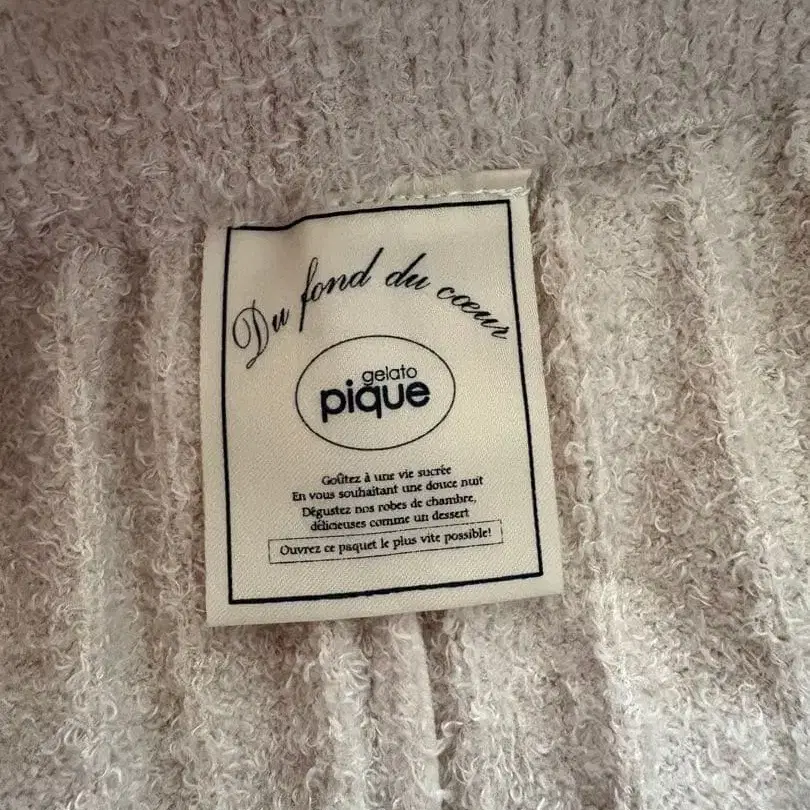 Du fond du cœur
gelato
pique
Goûtez à une vie sucrée
En vous souhaitant une douce nuit
Dégustez nos robes de chambre,
délicieuses comme un dessert
Ouvrez ce paquet le plus vite possible!